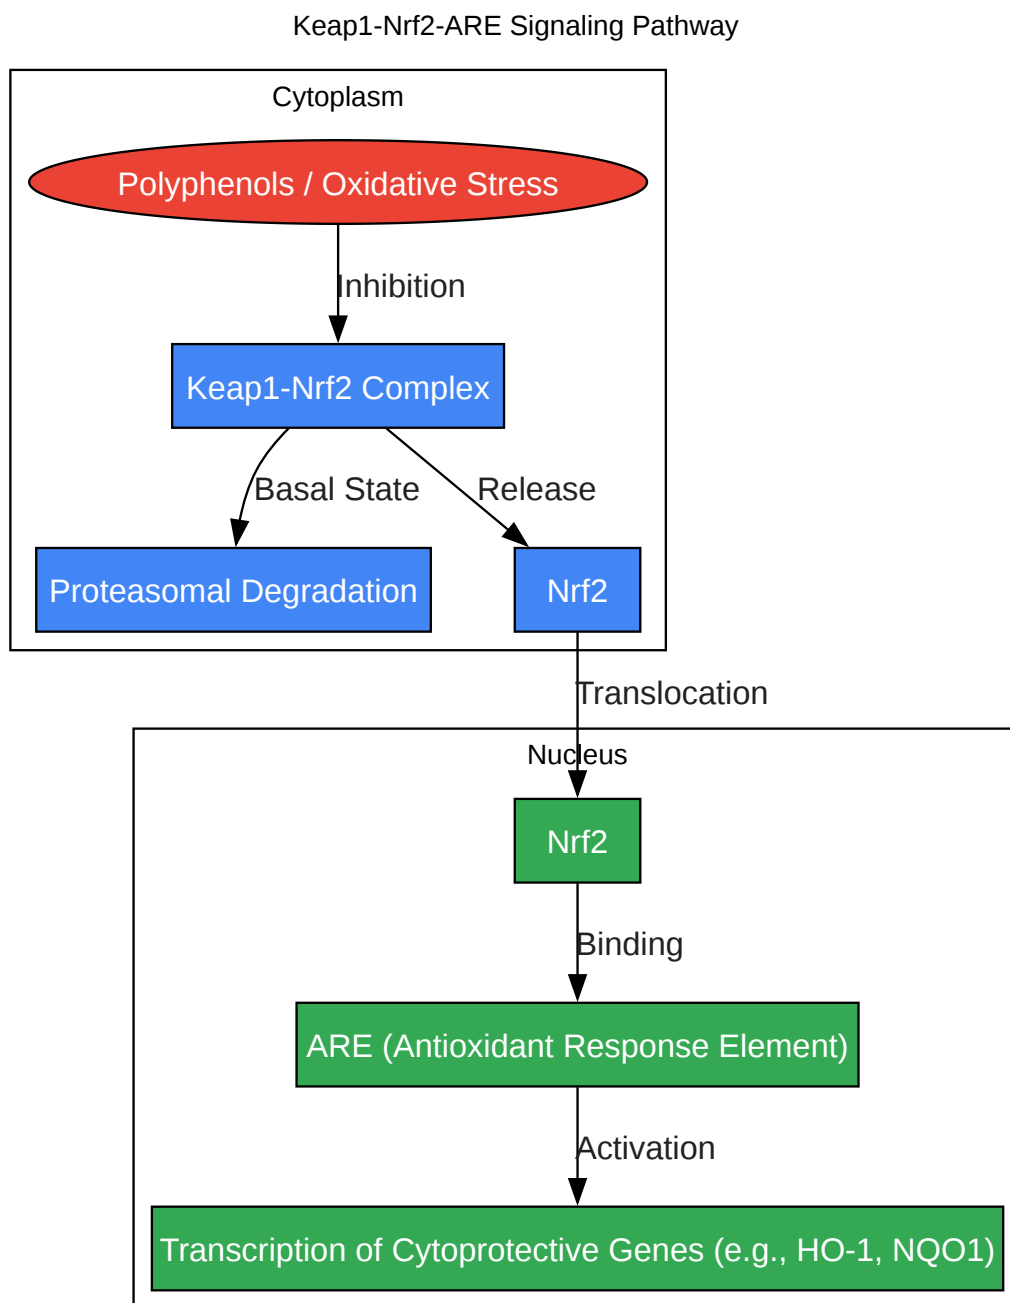 Keap1-Nrf2-ARE Signaling Pathway
Cytoplasm
Polyphenols / Oxidative Stress
Inhibition
Keap1-Nrf2 Complex
Basal State
Release
Proteasomal Degradation
Nrf2
Translocation
Nucleus
Nrf2
Binding
ARE (Antioxidant Response Element)
Activation
Transcription of Cytoprotective Genes (e.g., HO-1, NQO1)